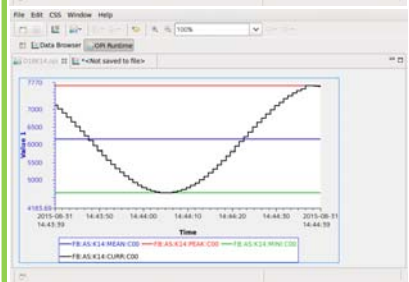 File Edit CSS Window Help
100%
Data Browser OPI Runtime
*<Not saved to file>
7770
7000
6500
6000
5500
5000
4183.69
Value 1
2015-08-31 14:43:50 14:44:00 14:44:10 14:44:20 14:44:30 2015-08-31
14:43:39 14:44:39
Time
FB:AS:K14:MEAN:C00 FB:AS:K14:PEAK:C00 FB:AS:K14:MINI:C00
FB:AS:K14:CURR:C00